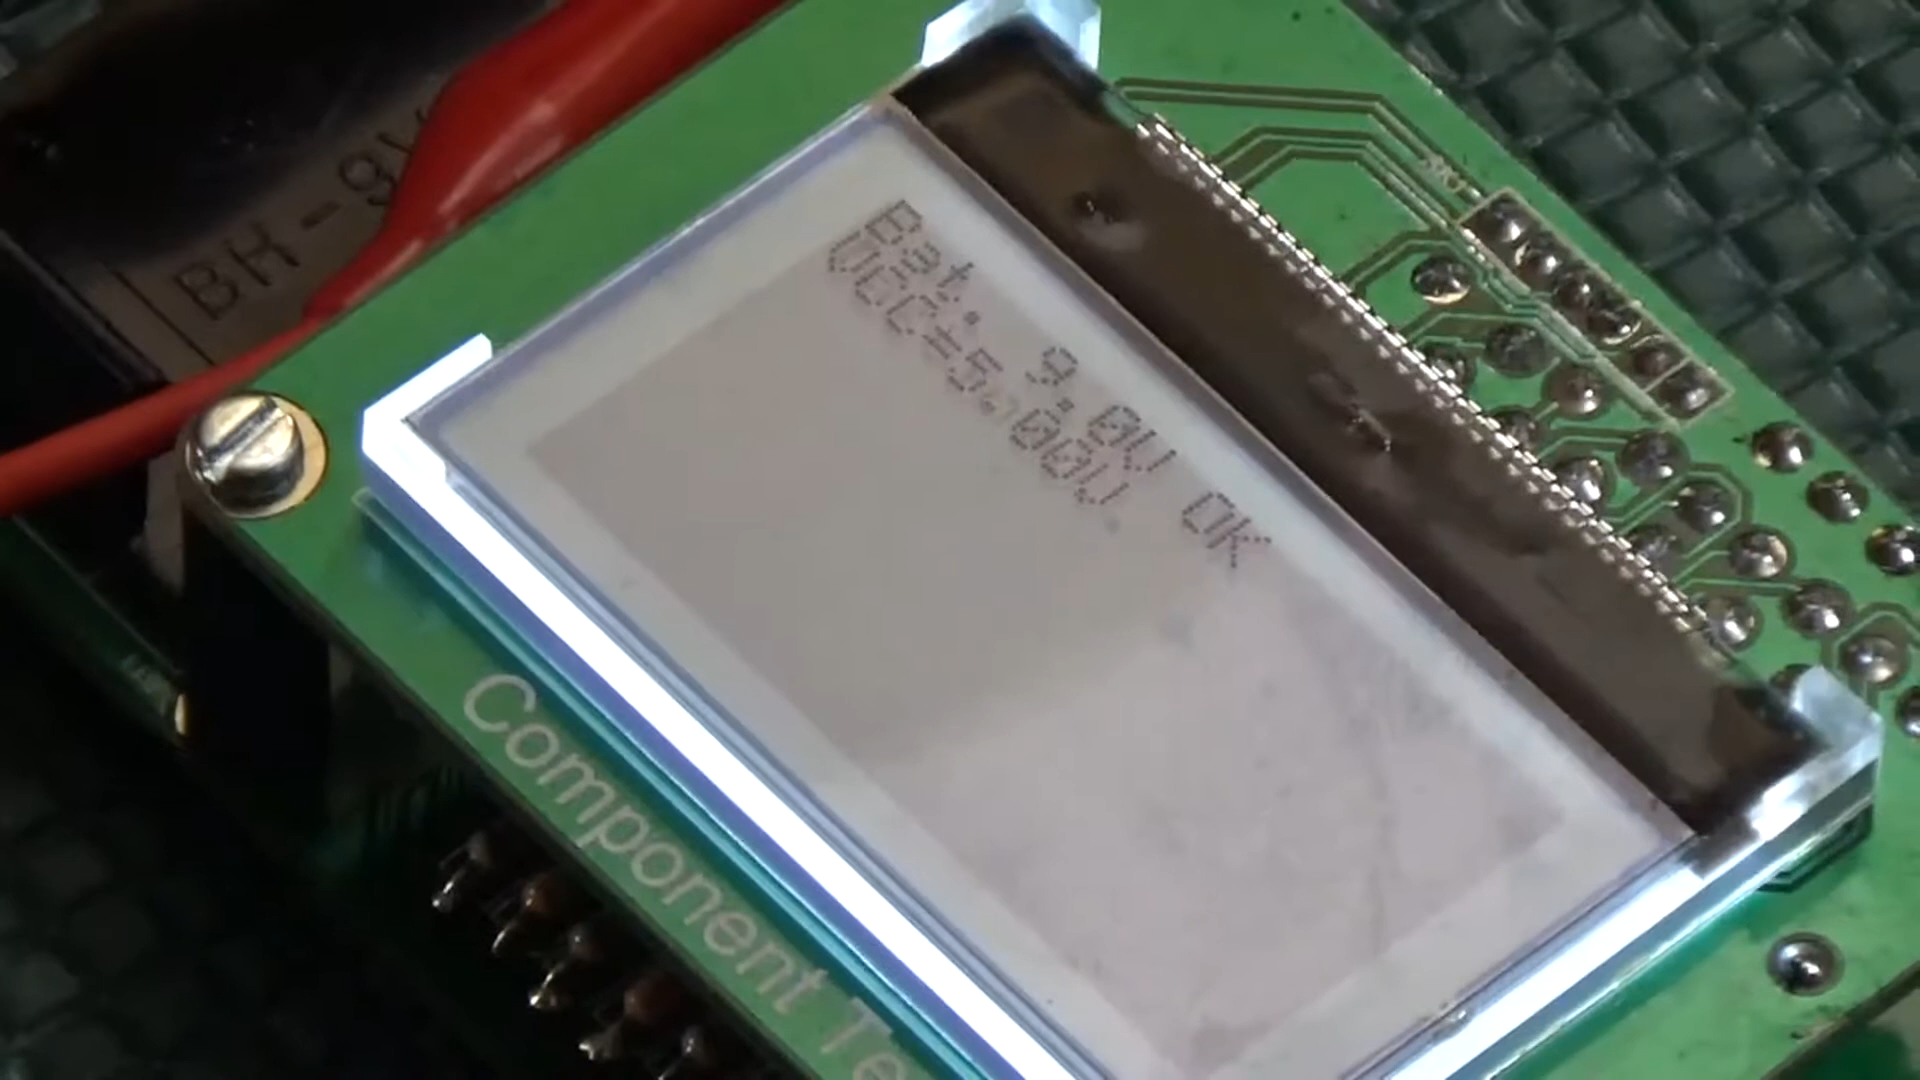 Bat. 9.0V OK
VCC=5.00V
Component Te
BH-9V